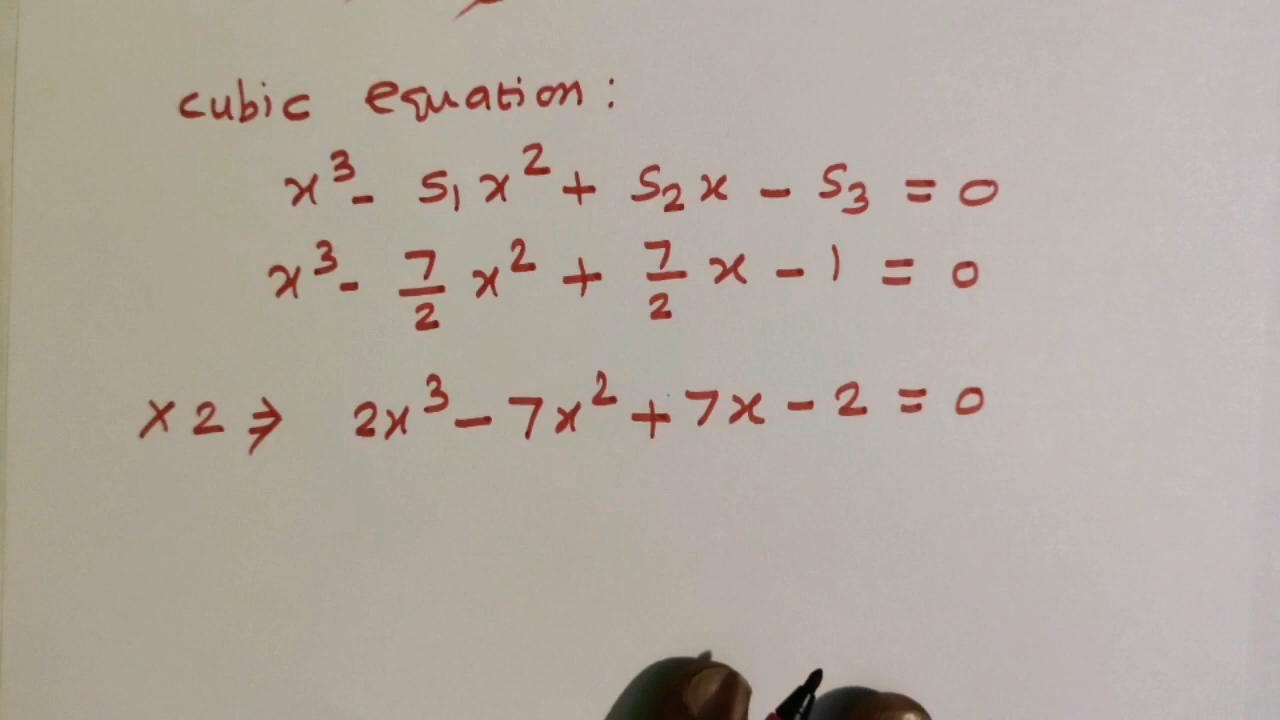 cubic equation:
x³ - S₁x² + S₂x - S₃ = 0
x³ - 7/2 x² + 7/2 x - 1 = 0
×2 ⇒ 2x³ - 7x² + 7x - 2 = 0